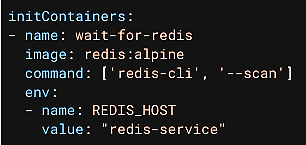 initContainers:
- name: wait-for-redis
  image: redis:alpine
  command: ['redis-cli', '--scan']
  env:
  - name: REDIS_HOST
    value: "redis-service"